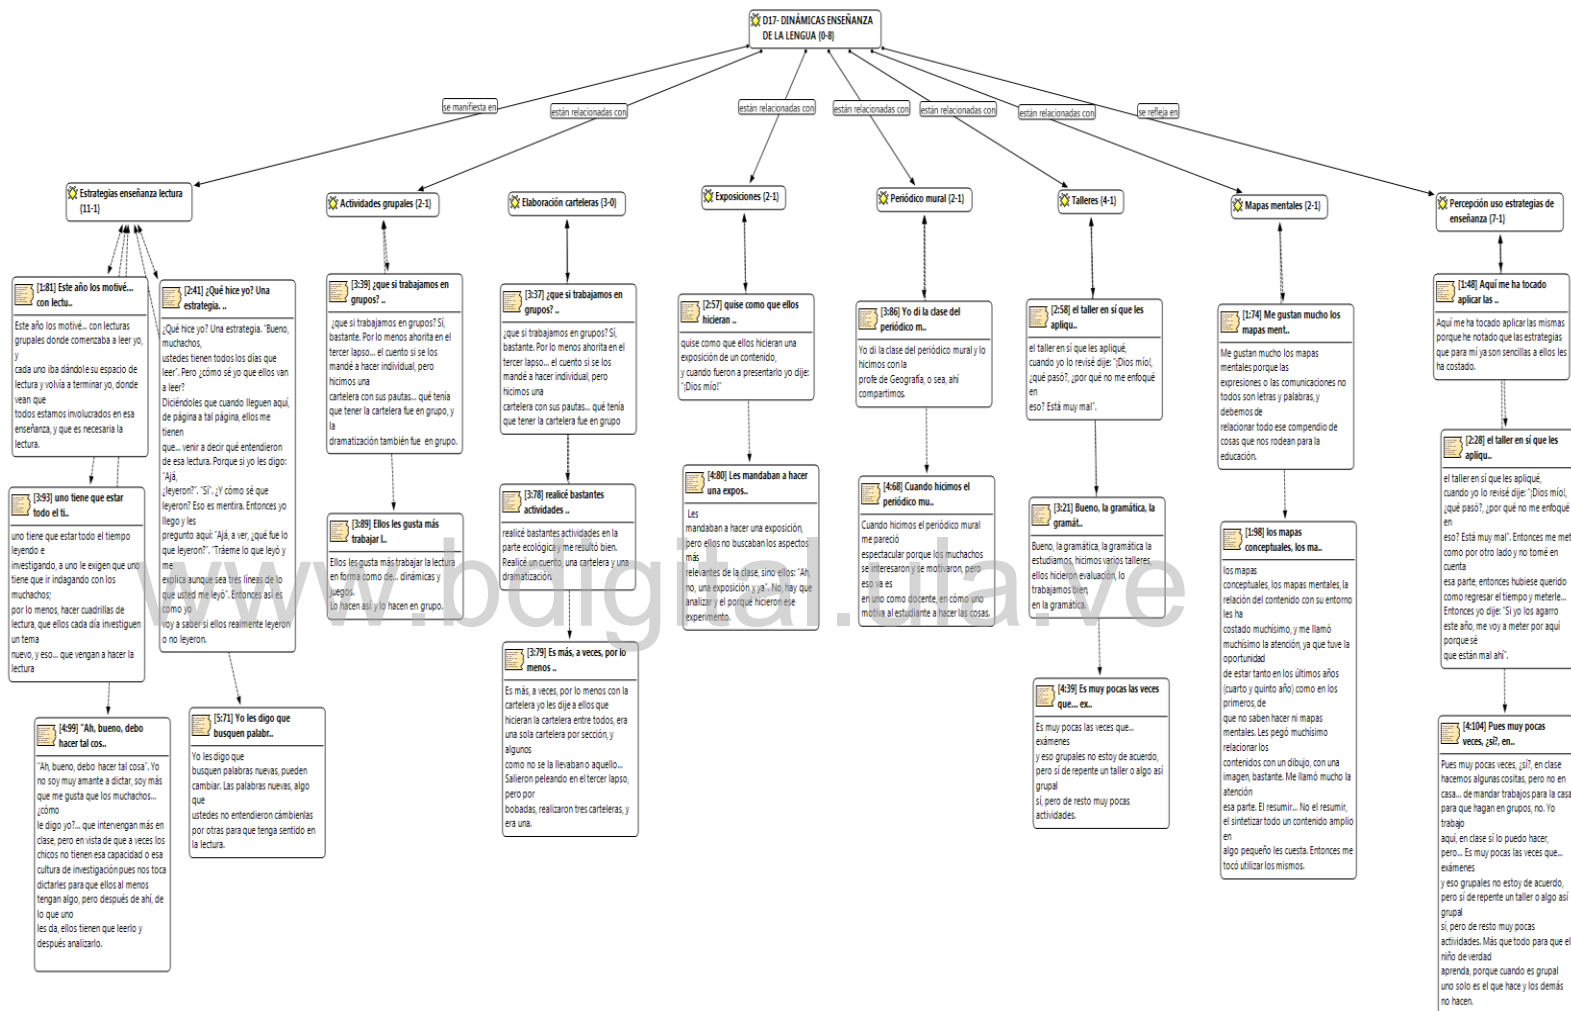 D17- DINÁMICAS ENSEÑANZA
DE LA LENGUA {0-8}
se manifiesta en
están relacionadas con
están relacionadas con
están relacionadas con
están relacionadas con
están relacionadas con
se refleja en
Estrategias enseñanza lectura
{11-1}
Actividades grupales {2-1}
Elaboración carteleras {3-0}
Exposiciones {2-1}
Periódico mural {2-1}
Talleres {4-1}
Mapas mentales {2-1}
Percepción uso estrategias de
enseñanza {7-1}
[1:81] Este año los motivé...
con lectu..
Este año los motivé... con lecturas
grupales donde comenzaba a leer yo,
y
cada uno iba dándole su espacio de
lectura y volvía a terminar yo, donde
vean que
todos estamos involucrados en esa
enseñanza, y que es necesaria la
lectura.
[3:93] uno tiene que estar
todo el ti..
uno tiene que estar todo el tiempo
leyendo e
investigando, a uno le exigen que uno
tiene que ir indagando con los
muchachos;
por lo menos, hacer cuadrillas de
lectura, que ellos cada día investiguen
un tema
nuevo, y eso... que vengan a hacer la
lectura
[4:99] "Ah, bueno, debo
hacer tal cos..
"Ah, bueno, debo hacer tal cosa". Yo
no soy muy amante a dictar, soy más
que me gusta que los muchachos...
¿cómo
le digo yo?... que intervengan más en
clase, pero en vista de que a veces los
chicos no tienen esa capacidad o esa
cultura de investigación pues nos toca
dictarles para que ellos al menos
tengan algo, pero después de ahí, de
lo que uno
les da, ellos tienen que leerlo y
después analizarlo.
[2:41] ¿Qué hice yo? Una
estrategia. ..
¿Qué hice yo? Una estrategia. "Bueno,
muchachos,
ustedes tienen todos los días que
leer". Pero ¿cómo sé yo que ellos van
a leer?
Diciéndoles que cuando lleguen aquí,
de página a tal página, ellos me
tienen
que... venir a decir qué entendieron
de esa lectura. Porque si yo les digo:
"Ajá,
¿leyeron?". "Sí". ¿Y cómo sé que
leyeron? Eso es mentira. Entonces yo
llego y les
pregunto aquí: "Ajá, a ver, ¿qué fue lo
que leyeron?". "Tráeme lo que leyó y
me
explica aunque sea tres líneas de lo
que usted me leyó". Entonces así es
como yo
voy a saber si ellos realmente leyeron
o no leyeron.
[5:71] Yo les digo que
busquen palabr..
Yo les digo que
busquen palabras nuevas, pueden
cambiar. Las palabras nuevas, algo
que
ustedes no entendieron cámbienlas
por otras para que tenga sentido en
la lectura.
[3:39] ¿que si trabajamos en
grupos? ..
¿que si trabajamos en grupos? Sí,
bastante. Por lo menos ahorita en el
tercer lapso... el cuento si se los
mandé a hacer individual, pero
hicimos una
cartelera con sus pautas... qué tenía
que tener la cartelera fue en grupo, y
la
dramatización también fue en grupo.
[3:89] Ellos les gusta más
trabajar l..
Ellos les gusta más trabajar la lectura
en forma como de... dinámicas y
juegos.
Lo hacen así y lo hacen en grupo.
[3:37] ¿que si trabajamos en
grupos? ..
¿que si trabajamos en grupos? Sí,
bastante. Por lo menos ahorita en el
tercer lapso... el cuento si se los
mandé a hacer individual, pero
hicimos una
cartelera con sus pautas... qué tenía
que tener la cartelera fue en grupo
[3:78] realicé bastantes
actividades ..
realicé bastantes actividades en la
parte ecológica y me resultó bien.
Realicé un cuento, una cartelera y una
dramatización.
[3:79] Es más, a veces, por lo
menos ..
Es más, a veces, por lo menos con la
cartelera yo les dije a ellos que
hicieran la cartelera entre todos, era
una sola cartelera por sección, y
algunos
como no se la llevaban o aquello...
Salieron peleando en el tercer lapso,
pero por
bobadas, realizaron tres carteleras, y
era una.
[2:57] quise como que ellos
hicieran ..
quise como que ellos hicieran una
exposición de un contenido,
y cuando fueron a presentarlo yo dije:
"¡Dios mío!"
[4:80] Les mandaban a hacer
una expos..
Les
mandaban a hacer una exposición,
pero ellos no buscaban los aspectos
más
relevantes de la clase, sino ellos: "Ah,
no, una exposición y ya". No, hay que
analizar y el porqué hicieron ese
experimento.
[3:86] Yo di la clase del
periódico m..
Yo di la clase del periódico mural y lo
hicimos con la
profe de Geografía, o sea, ahí
compartimos.
[4:68] Cuando hicimos el
periódico mu..
Cuando hicimos el periódico mural
me pareció
espectacular porque los muchachos
se interesaron y se motivaron, pero
eso va es
en uno como docente, en cómo uno
motiva al estudiante a hacer las cosas.
[2:58] el taller en sí que les
apliqu..
el taller en sí que les apliqué,
cuando yo lo revisé dije: "¡Dios mío!,
¿qué pasó?, ¿por qué no me enfoqué
en
eso? Está muy mal".
[3:21] Bueno, la gramática, la
gramát..
Bueno, la gramática, la gramática la
estudiamos, hicimos varios talleres,
ellos hicieron evaluación, lo
trabajamos bien,
en la gramática.
[4:39] Es muy pocas las veces
que... ex..
Es muy pocas las veces que...
exámenes
y eso grupales no estoy de acuerdo,
pero si de repente un taller o algo así
grupal
sí, pero de resto muy pocas
actividades.
[1:74] Me gustan mucho los
mapas ment..
Me gustan mucho los mapas
mentales porque las
expresiones o las comunicaciones no
todos son letras y palabras, y
debemos de
relacionar todo ese compendio de
cosas que nos rodean para la
educación.
[1:98] los mapas
conceptuales, los ma..
los mapas
conceptuales, los mapas mentales, la
relación del contenido con su entorno
les ha
costado muchísimo, y me llamó
muchísimo la atención, ya que tuve la
oportunidad
de estar tanto en los últimos años
(cuarto y quinto año) como en los
primeros, de
que no saben hacer ni mapas
mentales. Les pegó muchísimo
relacionar los
contenidos con un dibujo, con una
imagen, bastante. Me llamó mucho la
atención
esa parte. El resumir... No el resumir,
el sintetizar todo un contenido amplio
en
algo pequeño les cuesta. Entonces me
tocó utilizar los mismos.
[1:48] Aquí me ha tocado
aplicar las ..
Aquí me ha tocado aplicar las mismas
porque he notado que las estrategias
que para mí ya son sencillas a ellos les
ha costado.
[2:28] el taller en sí que les
apliqu..
el taller en sí que les apliqué,
cuando yo lo revisé dije: "¡Dios mío!,
¿qué pasó?, ¿por qué no me enfoqué
en
eso? Está muy mal". Entonces me metí
como por otro lado y no tomé en
cuenta
esa parte, entonces hubiese querido
como regresar el tiempo y meterle...
Entonces yo dije: "Si yo los agarro
este año, me voy a meter por aquí
porque sé
que están mal ahí".
[4:104] Pues muy pocas
veces, ¿sí?, en..
Pues muy pocas veces, ¿sí?, en clase
hacemos algunas cositas, pero no en
casa... de mandar trabajos para la casa
para que hagan en grupos, no. Yo
trabajo
aquí, en clase sí lo puedo hacer,
pero... Es muy pocas las veces que...
exámenes
y eso grupales no estoy de acuerdo,
pero si de repente un taller o algo así
grupal
sí, pero de resto muy pocas
actividades. Más que todo para que el
niño de verdad
aprenda, porque cuando es grupal
uno solo es el que hace y los demás
no hacen.
www.bdigital.ula.ve